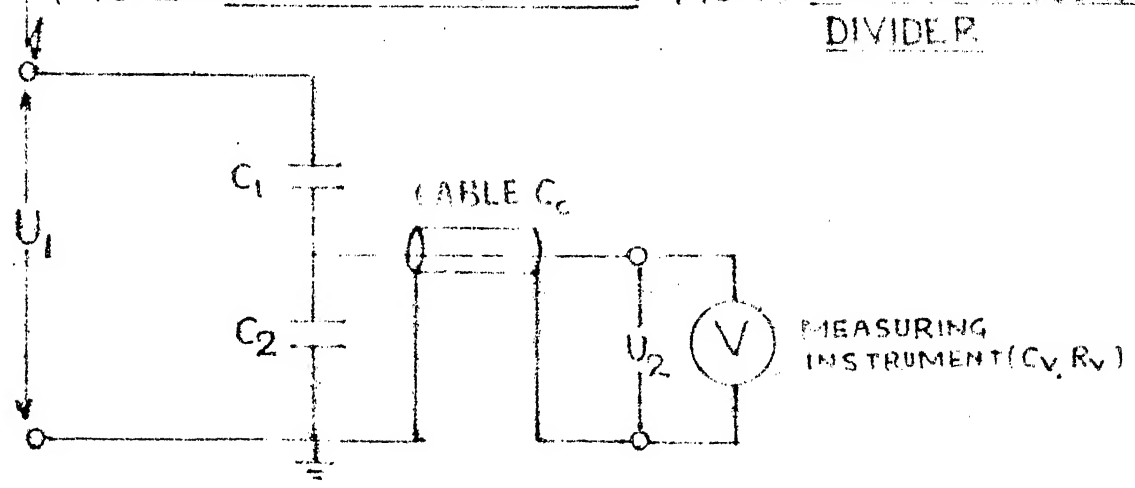 DIVIDER
C1
CABLE Cc
U1
C2
U2
V
MEASURING
INSTRUMENT(CV, RV)